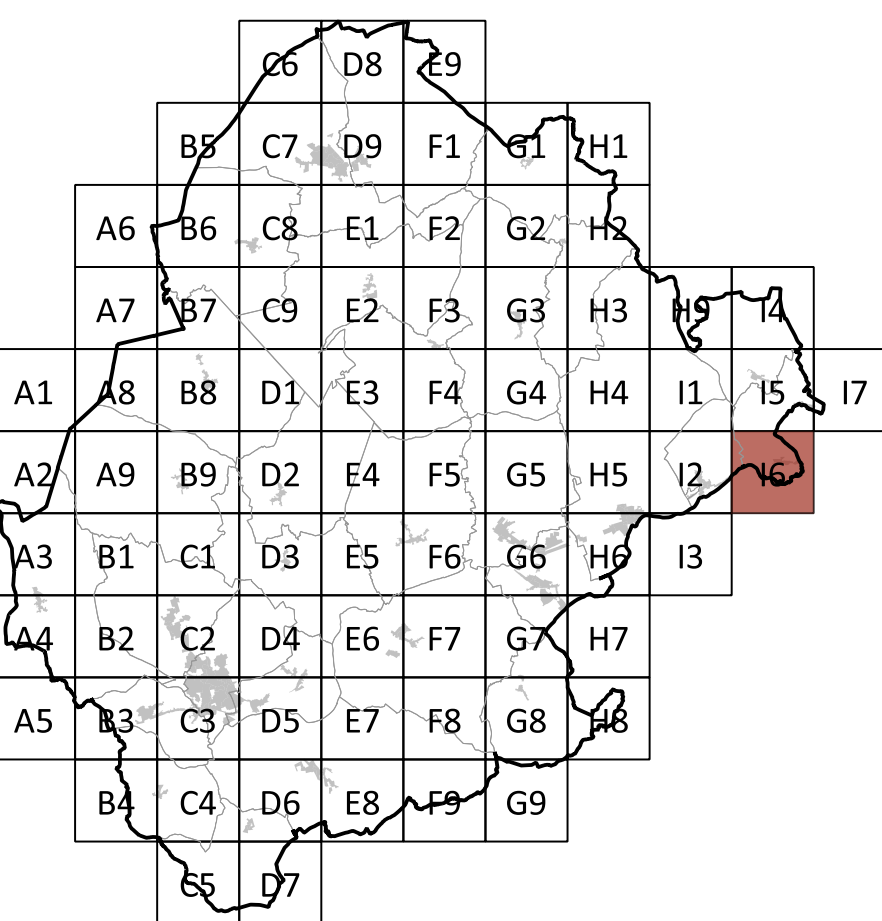 C6 D8 E9
B5 C7 D9 F1 G1 H1
A6 B6 C8 E1 F2 G2 H2
A7 B7 C9 E2 F3 G3 H3 H9 I4
A1 A8 B8 D1 E3 F4 G4 H4 I1 I5 I7
A2 A9 B9 D2 E4 F5 G5 H5 I2 I6
A3 B1 C1 D3 E5 F6 G6 H6 I3
A4 B2 C2 D4 E6 F7 G7 H7
A5 B3 C3 D5 E7 F8 G8 H8
B4 C4 D6 E8 F9 G9
C5 D7